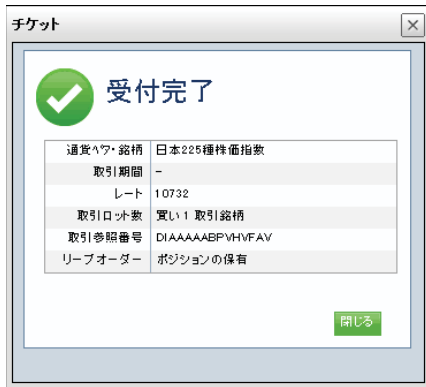 チケット
受付完了
通貨ペア・銘柄 日本225種株価指数
取引期間 -
レート 10732
取引ロット数 買い 1 取引銘柄
取引参照番号 DIAAAAABPVHVFAV
リーブオーダー ポジションの保有
閉じる